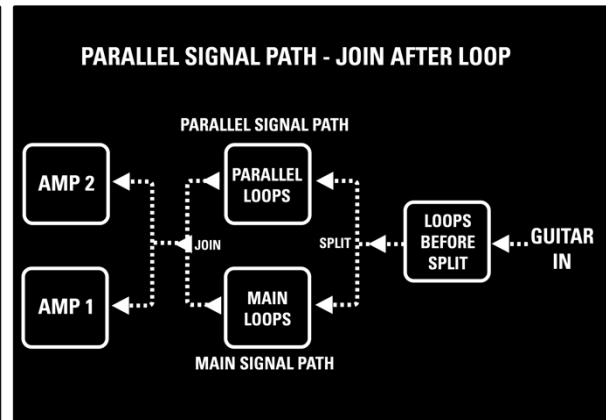 PARALLEL SIGNAL PATH - JOIN AFTER LOOP
PARALLEL SIGNAL PATH
AMP 2
PARALLEL
LOOPS
JOIN
SPLIT
LOOPS
BEFORE
SPLIT
GUITAR
IN
AMP 1
MAIN
LOOPS
MAIN SIGNAL PATH